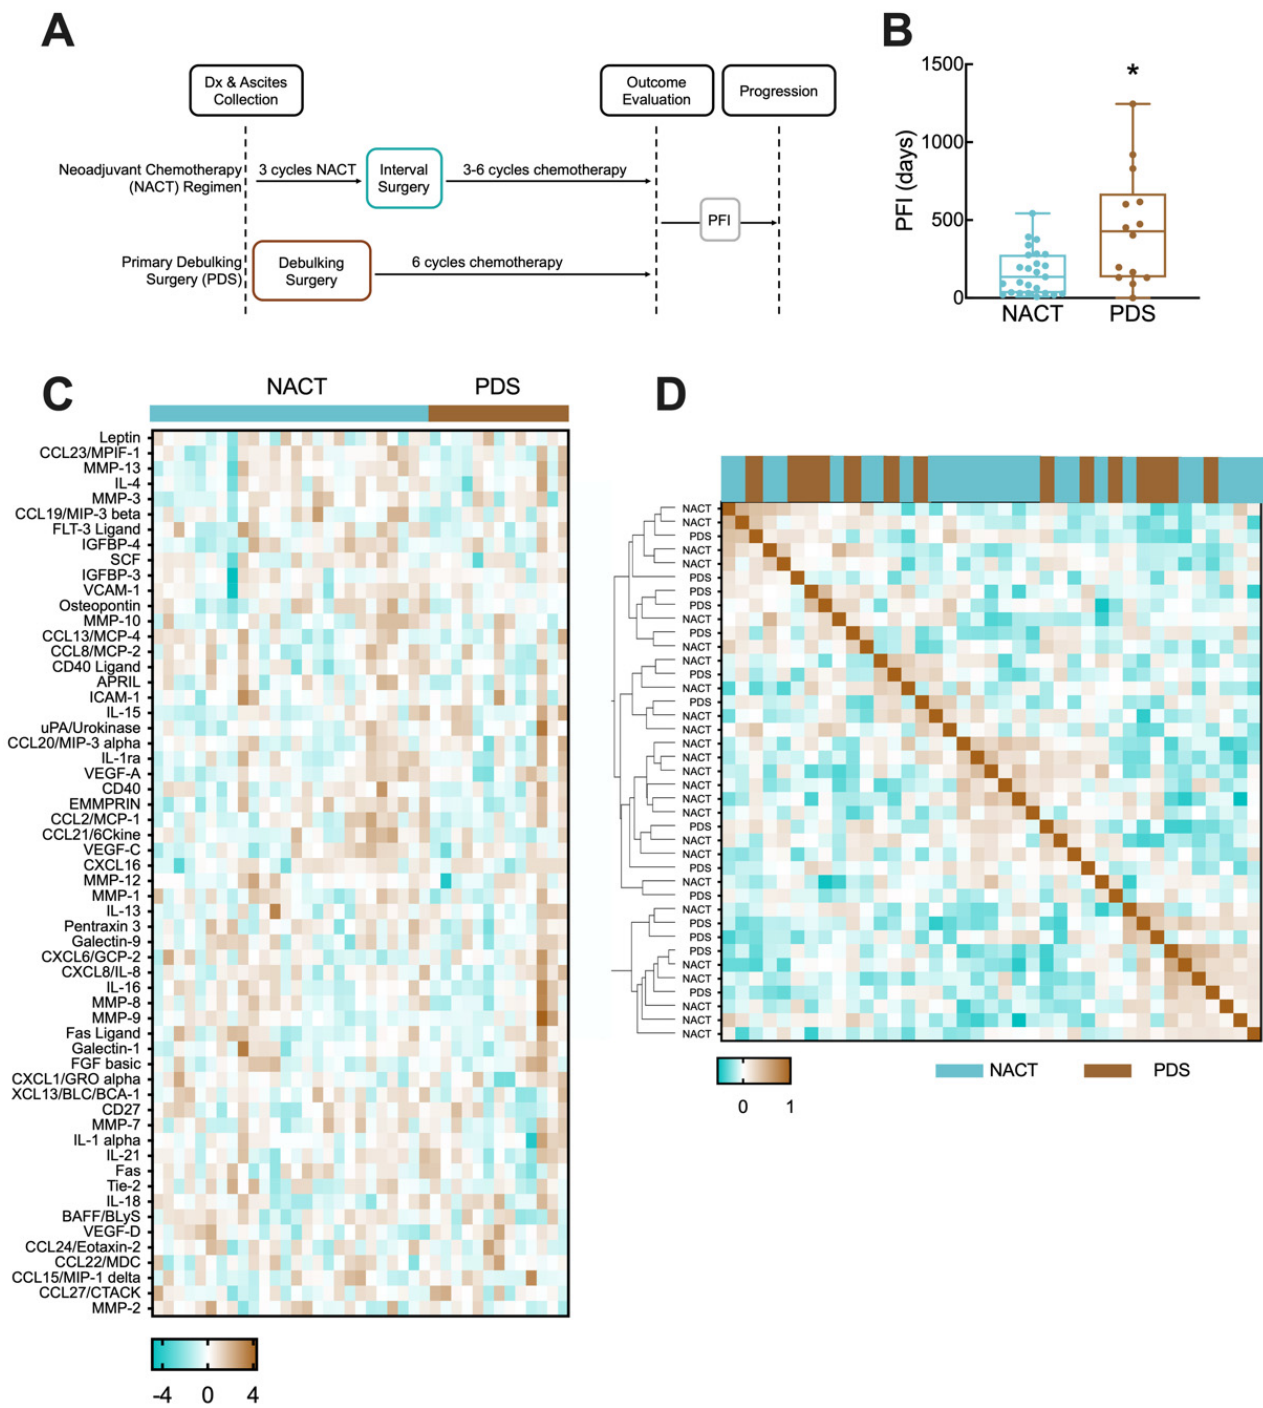 A
Dx & Ascites
Collection
Outcome
Evaluation
Progression
Neoadjuvant Chemotherapy
(NACT) Regimen
3 cycles NACT
Interval
Surgery
3-6 cycles chemotherapy
PFI
Primary Debulking
Surgery (PDS)
Debulking
Surgery
6 cycles chemotherapy
B
PFI (days)
1500
1000
500
0
*
NACT
PDS
C
NACT
PDS
Leptin
CCL23/MPIF-1
MMP-13
IL-4
MMP-3
CCL19/MIP-3 beta
FLT-3 Ligand
IGFBP-4
SCF
IGFBP-3
VCAM-1
Osteopontin
MMP-10
CCL13/MCP-4
CCL8/MCP-2
CD40 Ligand
APRIL
ICAM-1
IL-15
uPA/Urokinase
CCL20/MIP-3 alpha
IL-1ra
VEGF-A
CD40
EMMPRIN
CCL2/MCP-1
CCL21/6Ckine
VEGF-C
CXCL16
MMP-12
MMP-1
IL-13
Pentraxin 3
Galectin-9
CXCL6/GCP-2
CXCL8/IL-8
IL-16
MMP-8
MMP-9
Fas Ligand
Galectin-1
FGF basic
CXCL1/GRO alpha
XCL13/BLC/BCA-1
CD27
MMP-7
IL-1 alpha
IL-21
Fas
Tie-2
IL-18
BAFF/BLyS
VEGF-D
CCL24/Eotaxin-2
CCL22/MDC
CCL15/MIP-1 delta
CCL27/CTACK
MMP-2
-4 0 4
D
NACT
NACT
PDS
NACT
NACT
PDS
PDS
PDS
NACT
PDS
NACT
NACT
PDS
NACT
PDS
NACT
NACT
NACT
NACT
NACT
NACT
NACT
NACT
PDS
NACT
NACT
PDS
NACT
PDS
NACT
PDS
PDS
PDS
NACT
NACT
PDS
NACT
NACT
NACT
0 1
NACT
PDS